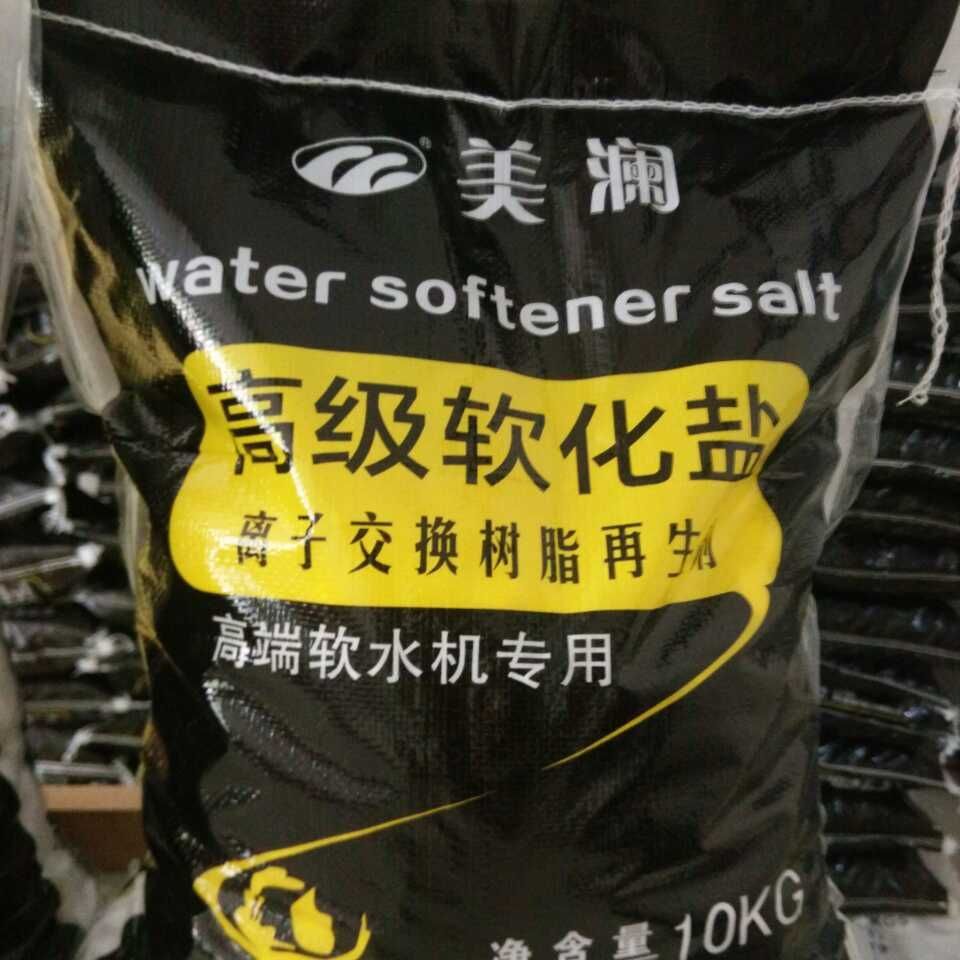 ® 美澜
water softener salt
高级软化盐
离子交换树脂再生剂
高端软水机专用
净含量10KG